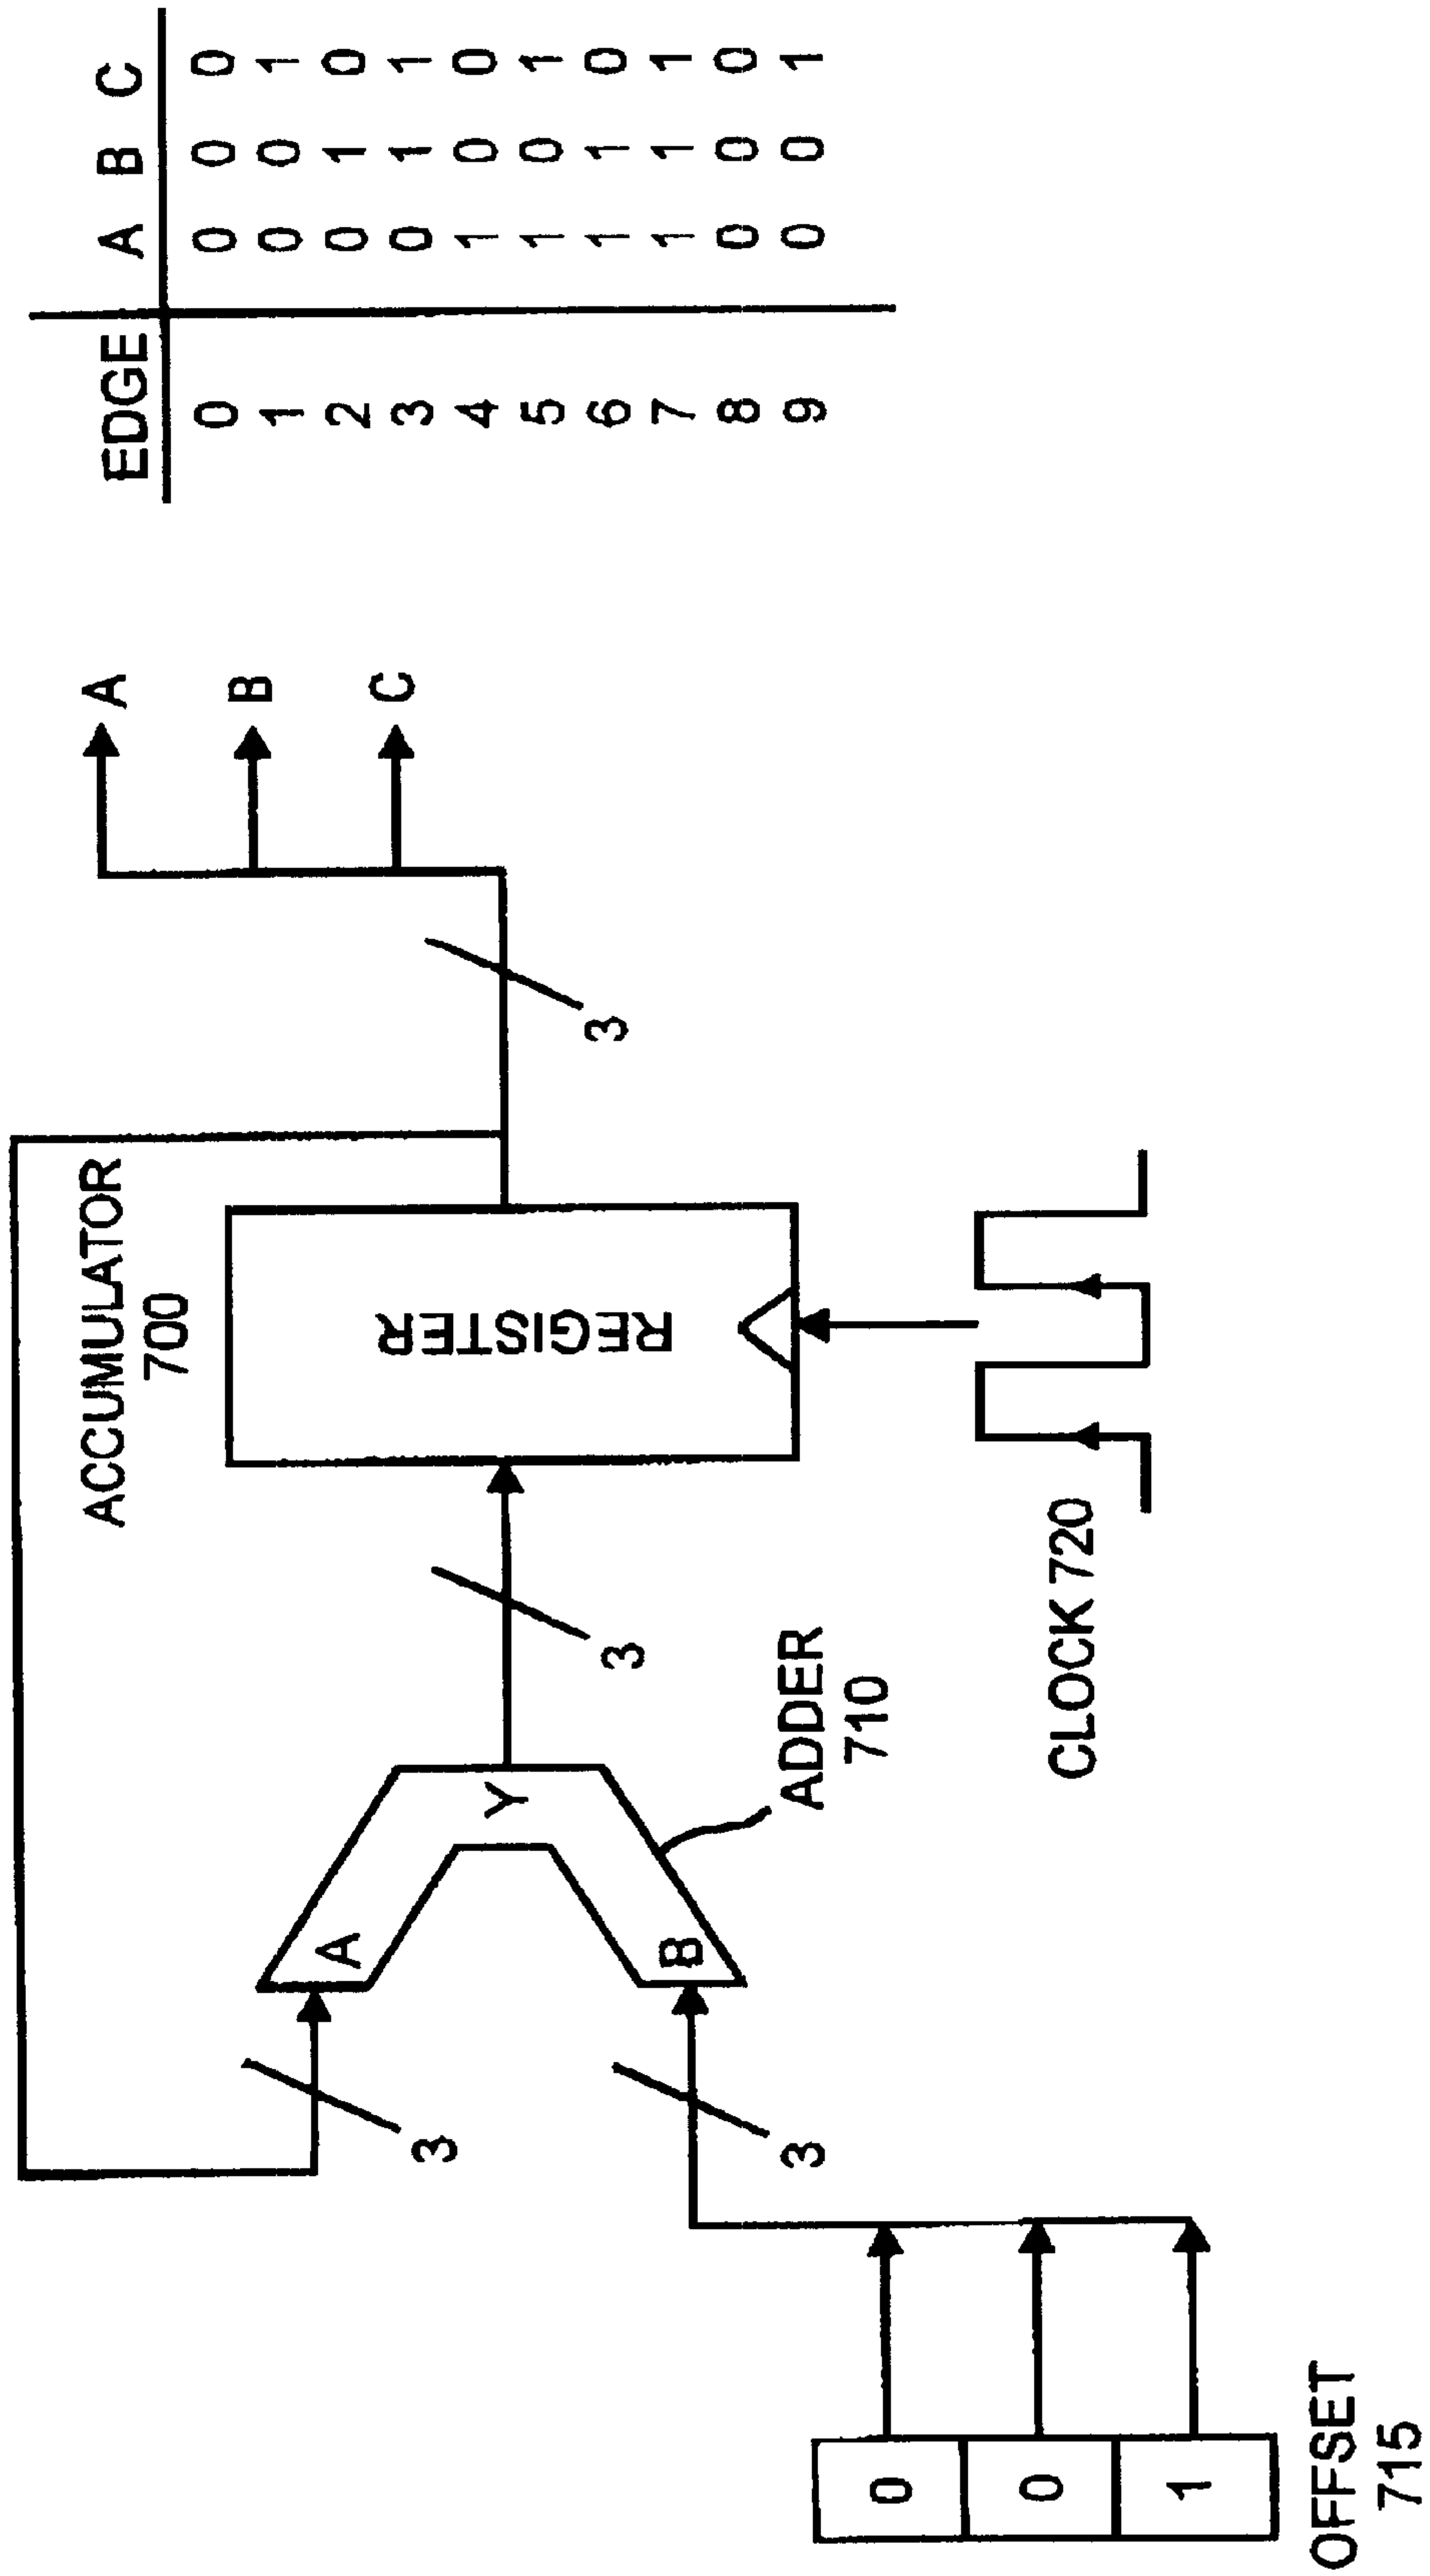 ACCUMULATOR
700
A
Y
B
3
3
3
3
REGISTER
ADDER
710
CLOCK 720
0
0
1
OFFSET
715
A
B
C
EDGE A B C
0 0 0 0
1 0 0 1
2 0 1 0
3 0 1 1
4 1 0 0
5 1 0 1
6 1 1 0
7 1 1 1
8 0 0 0
9 0 0 1